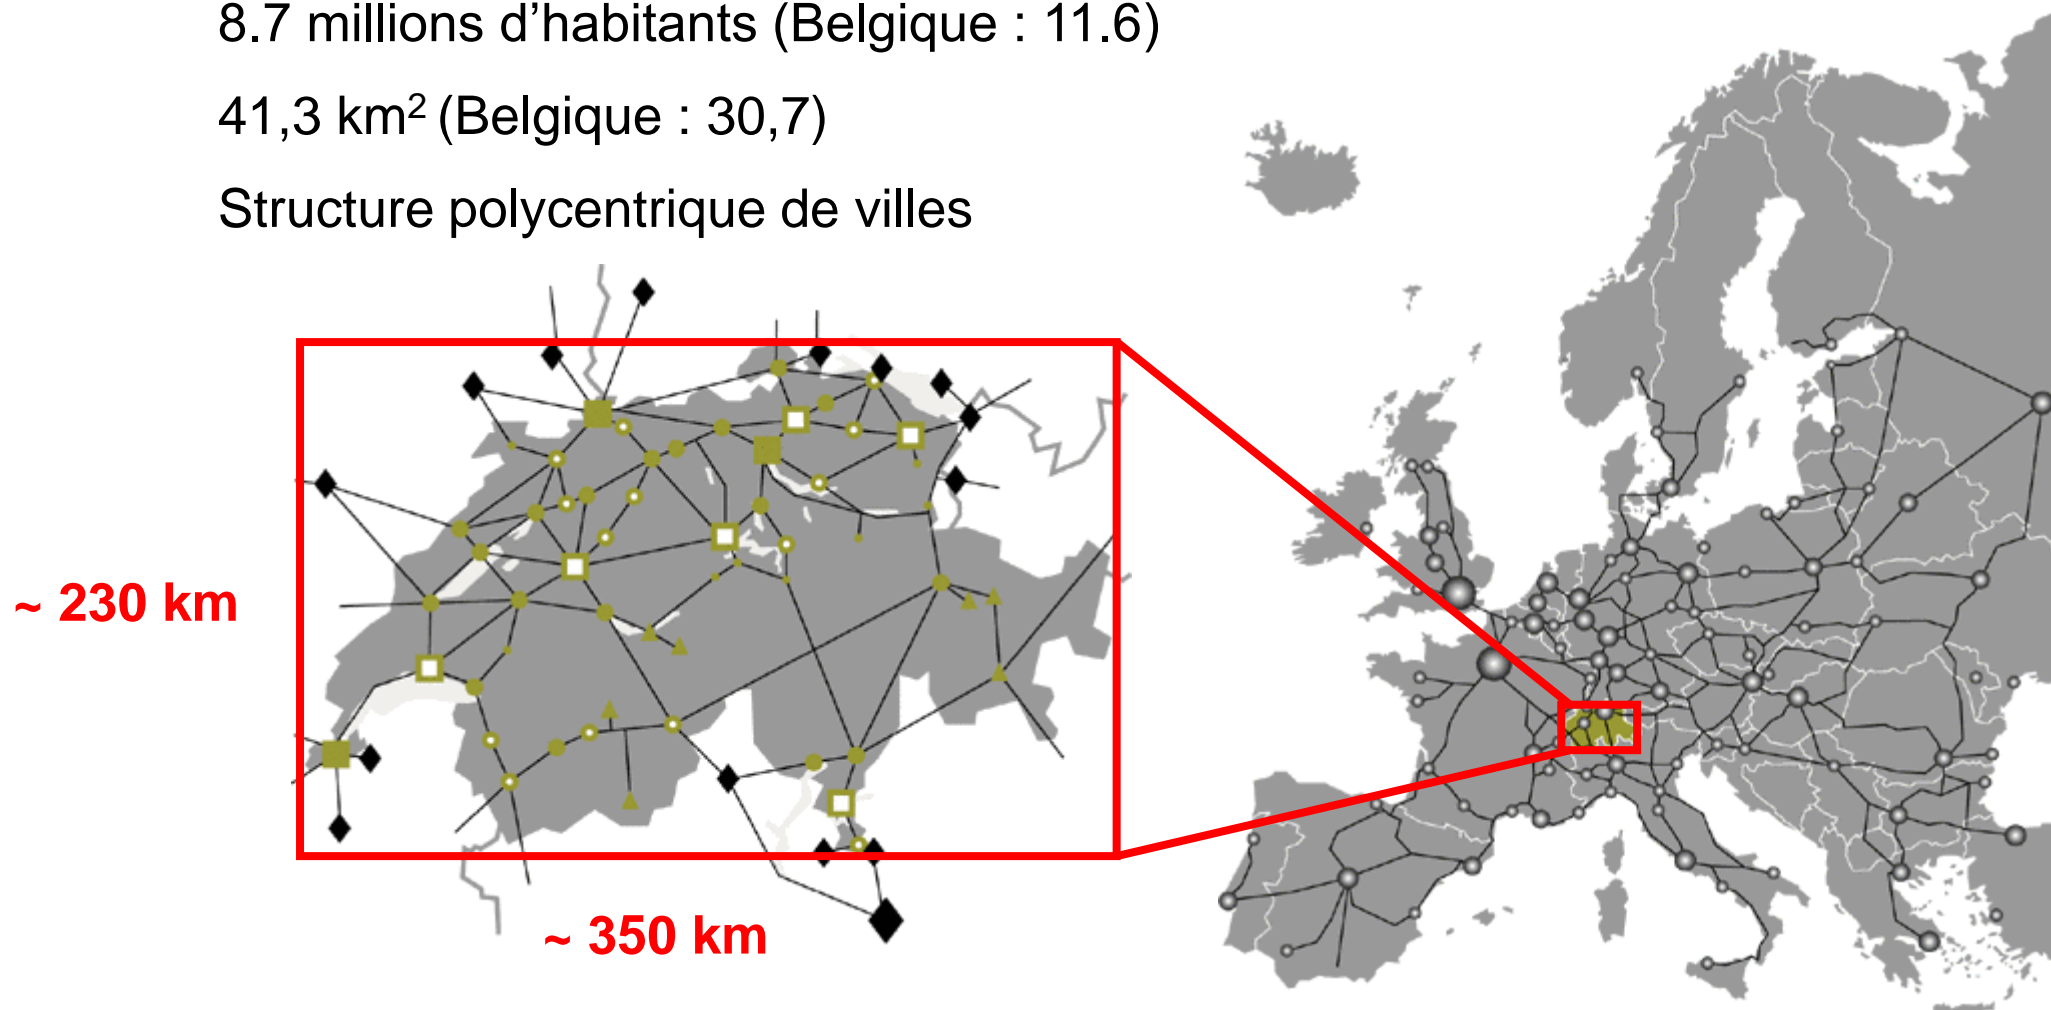 8.7 millions d’habitants (Belgique : 11.6)
41,3 km² (Belgique : 30,7)
Structure polycentrique de villes
~ 230 km
~ 350 km